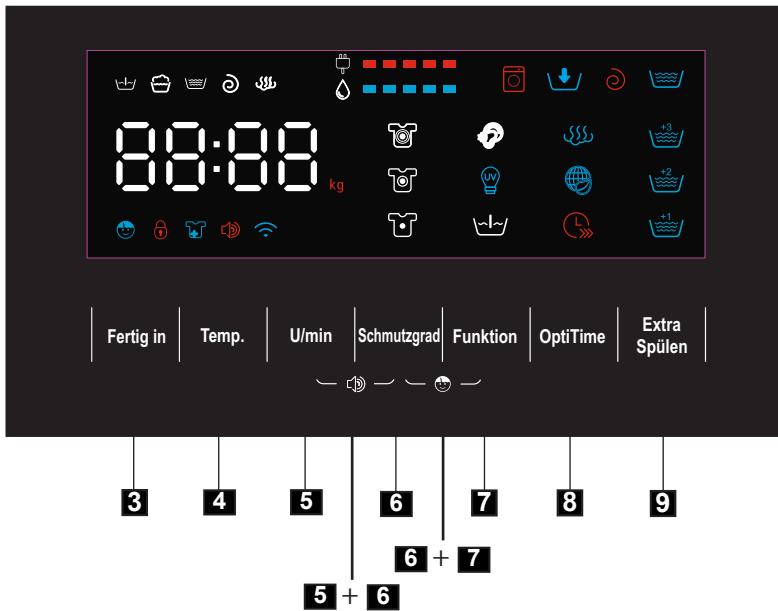 88:88
kg
UV
+3
+2
+1
Fertig in
Temp.
U/min
Schmutzgrad
Funktion
OptiTime
Extra
Spülen
3
4
5
6
7
8
9
6 + 7
5 + 6